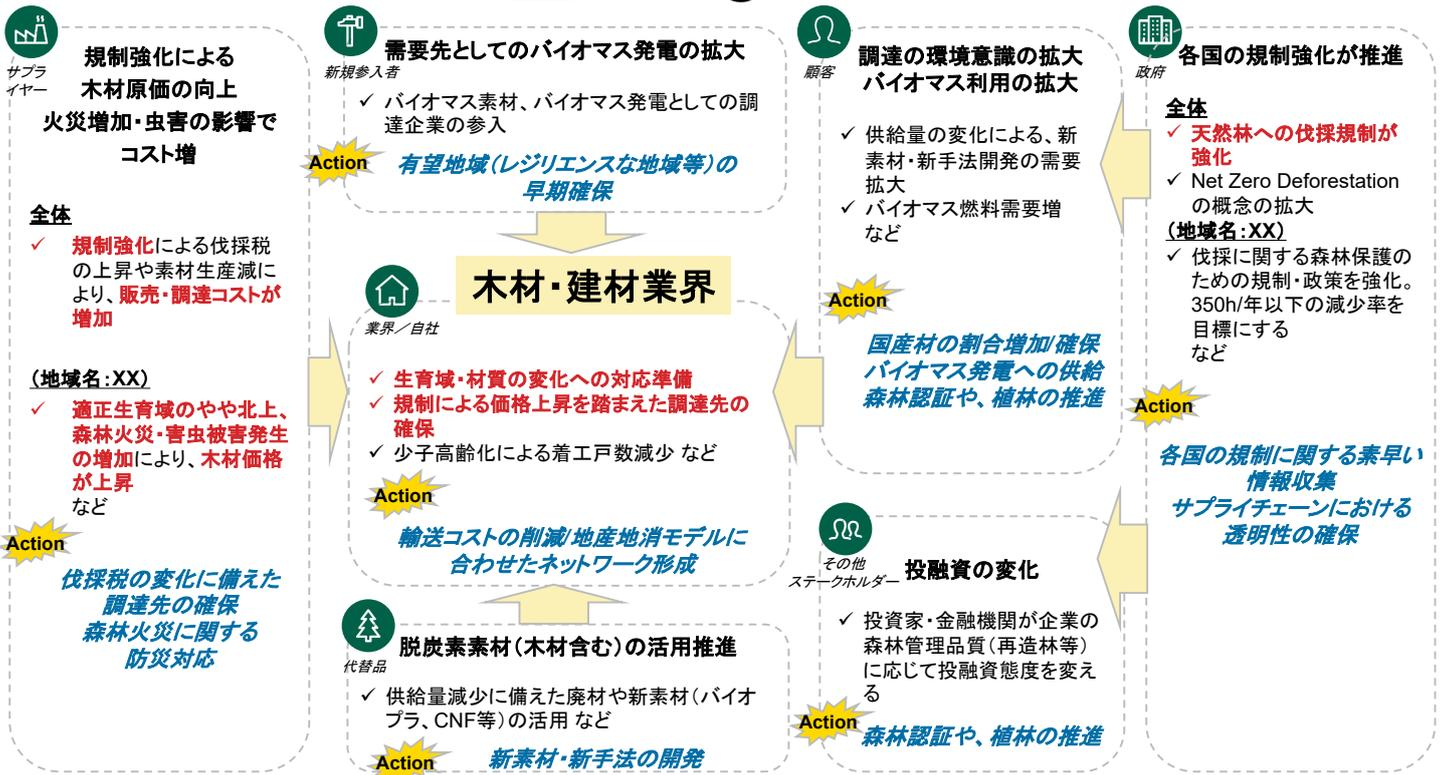 サプラ
イヤー
規制強化による
木材原価の向上
火災増加・虫害の影響で
コスト増
全体
✓ 規制強化による伐採税
の上昇や素材生産減に
より、販売・調達コストが
増加
（地域名：XX）
✓ 適正生育域のやや北上、
森林火災・害虫被害発生
の増加により、木材価格
が上昇
など
Action
伐採税の変化に備えた
調達先の確保
森林火災に関する
防災対応
新規参入者
需要先としてのバイオマス発電の拡大
✓ バイオマス素材、バイオマス発電としての調
達企業の参入
Action
有望地域（レジリエンスな地域等）の
早期確保
木材・建材業界
業界／自社
✓ 生育域・材質の変化への対応準備
✓ 規制による価格上昇を踏まえた調達先の
確保
✓ 少子高齢化による着工戸数減少 など
Action
輸送コストの削減/地産地消モデルに
合わせたネットワーク形成
代替品
脱炭素素材（木材含む）の活用推進
✓ 供給量減少に備えた廃材や新素材（バイオ
プラ、CNF等）の活用 など
Action
新素材・新手法の開発
顧客
調達の環境意識の拡大
バイオマス利用の拡大
✓ 供給量の変化による、新
素材・新手法開発の需要
拡大
✓ バイオマス燃料需要増
など
Action
国産材の割合増加/確保
バイオマス発電への供給
森林認証や、植林の推進
その他
ステークホルダー
投融資の変化
✓ 投資家・金融機関が企業の
森林管理品質（再造林等）
に応じて投融資態度を変え
る
Action
森林認証や、植林の推進
政府
各国の規制強化が推進
全体
✓ 天然林への伐採規制が
強化
✓ Net Zero Deforestation
の概念の拡大
（地域名：XX）
✓ 伐採に関する森林保護の
ための規制・政策を強化。
350h/年以下の減少率を
目標にする
など
Action
各国の規制に関する素早い
情報収集
サプライチェーンにおける
透明性の確保